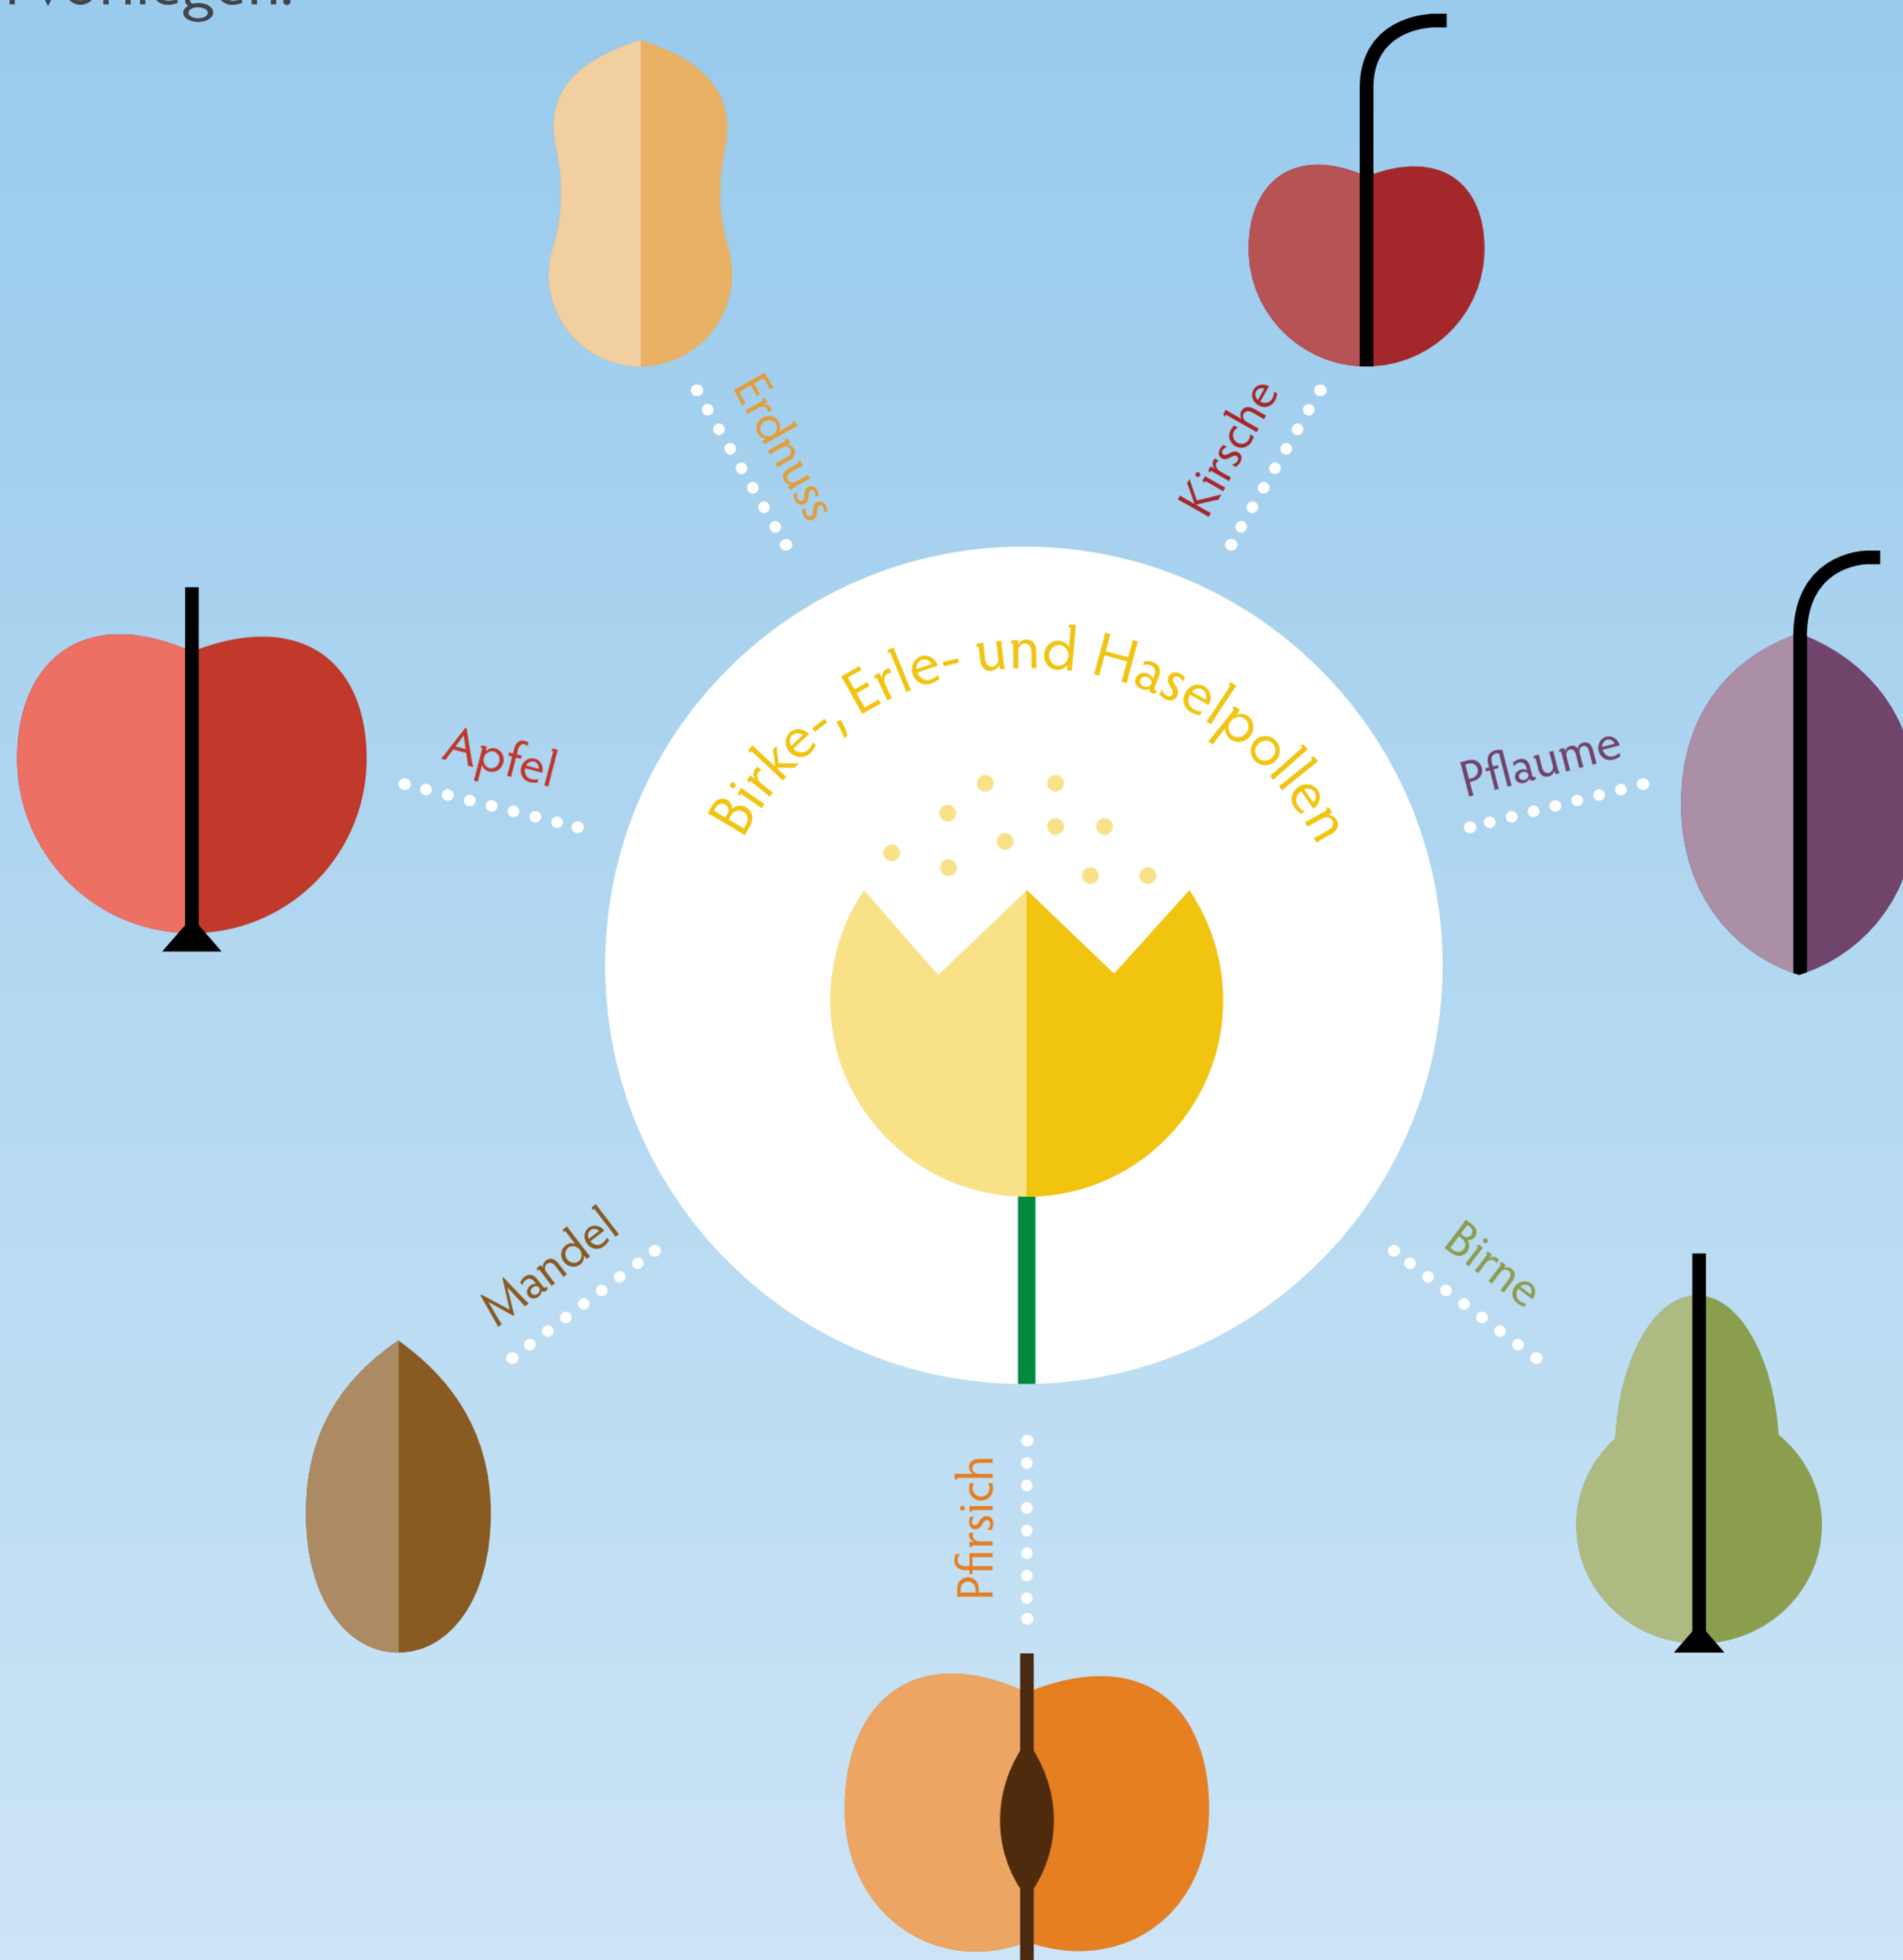 Erdnuss
Kirsche
Apfel
Birke-, Erle- und Haselpollen
Pflaume
Mandel
Birne
Pfirsich